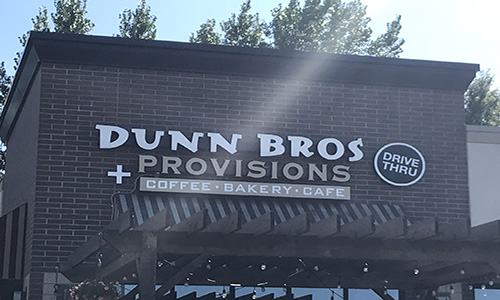 DUNN BROS
+ PROVISIONS
COFFEE · BAKERY · CAFE
DRIVE
THRU